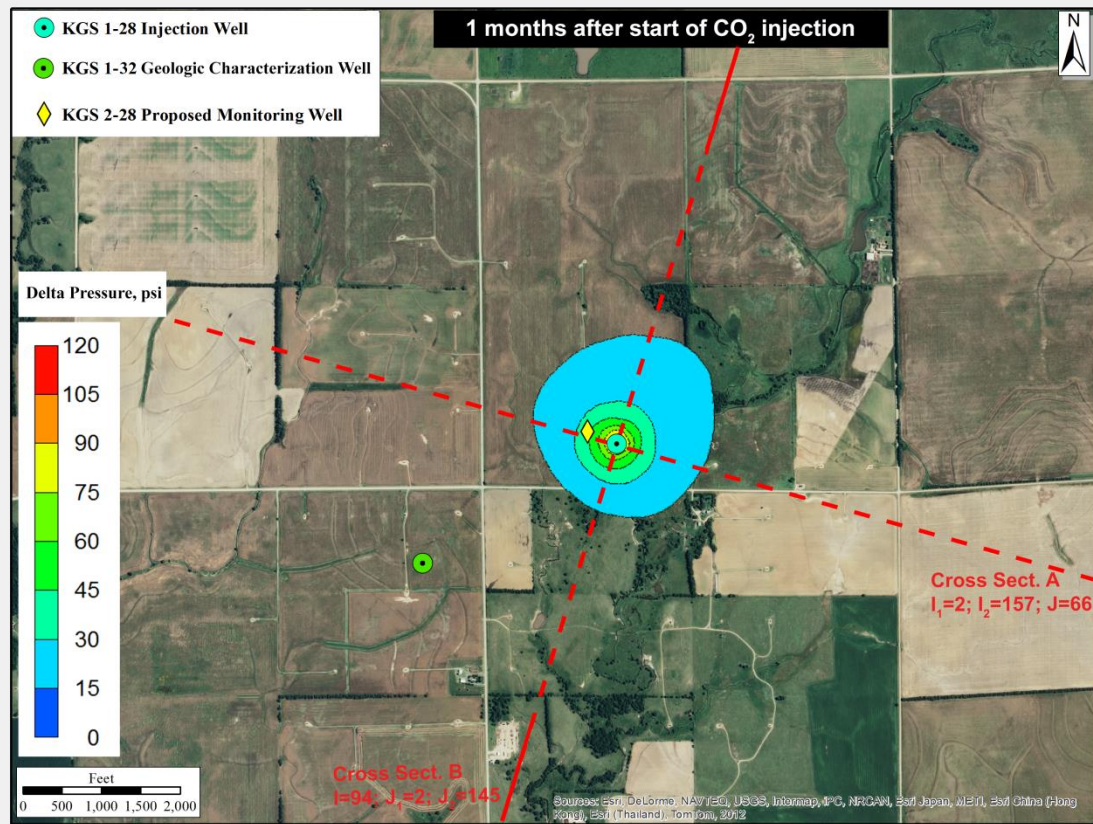 1 months after start of CO₂ injection
N
KGS 1-28 Injection Well
KGS 1-32 Geologic Characterization Well
KGS 2-28 Proposed Monitoring Well
Delta Pressure, psi
120
105
90
75
60
45
30
15
0
Cross Sect. A
I₁=2; I₂=157; J=66
Feet
0 500 1,000 1,500 2,000
Cross Sect. B
I=94; J₁=2; J =145
Sources: Esri, DeLorme, NAVTEQ, USGS, Intermap, iPC, NRCAN, Esri Japan, METI, Esri China (Hong
Kong), Esri (Thailand), TomTom, 2012